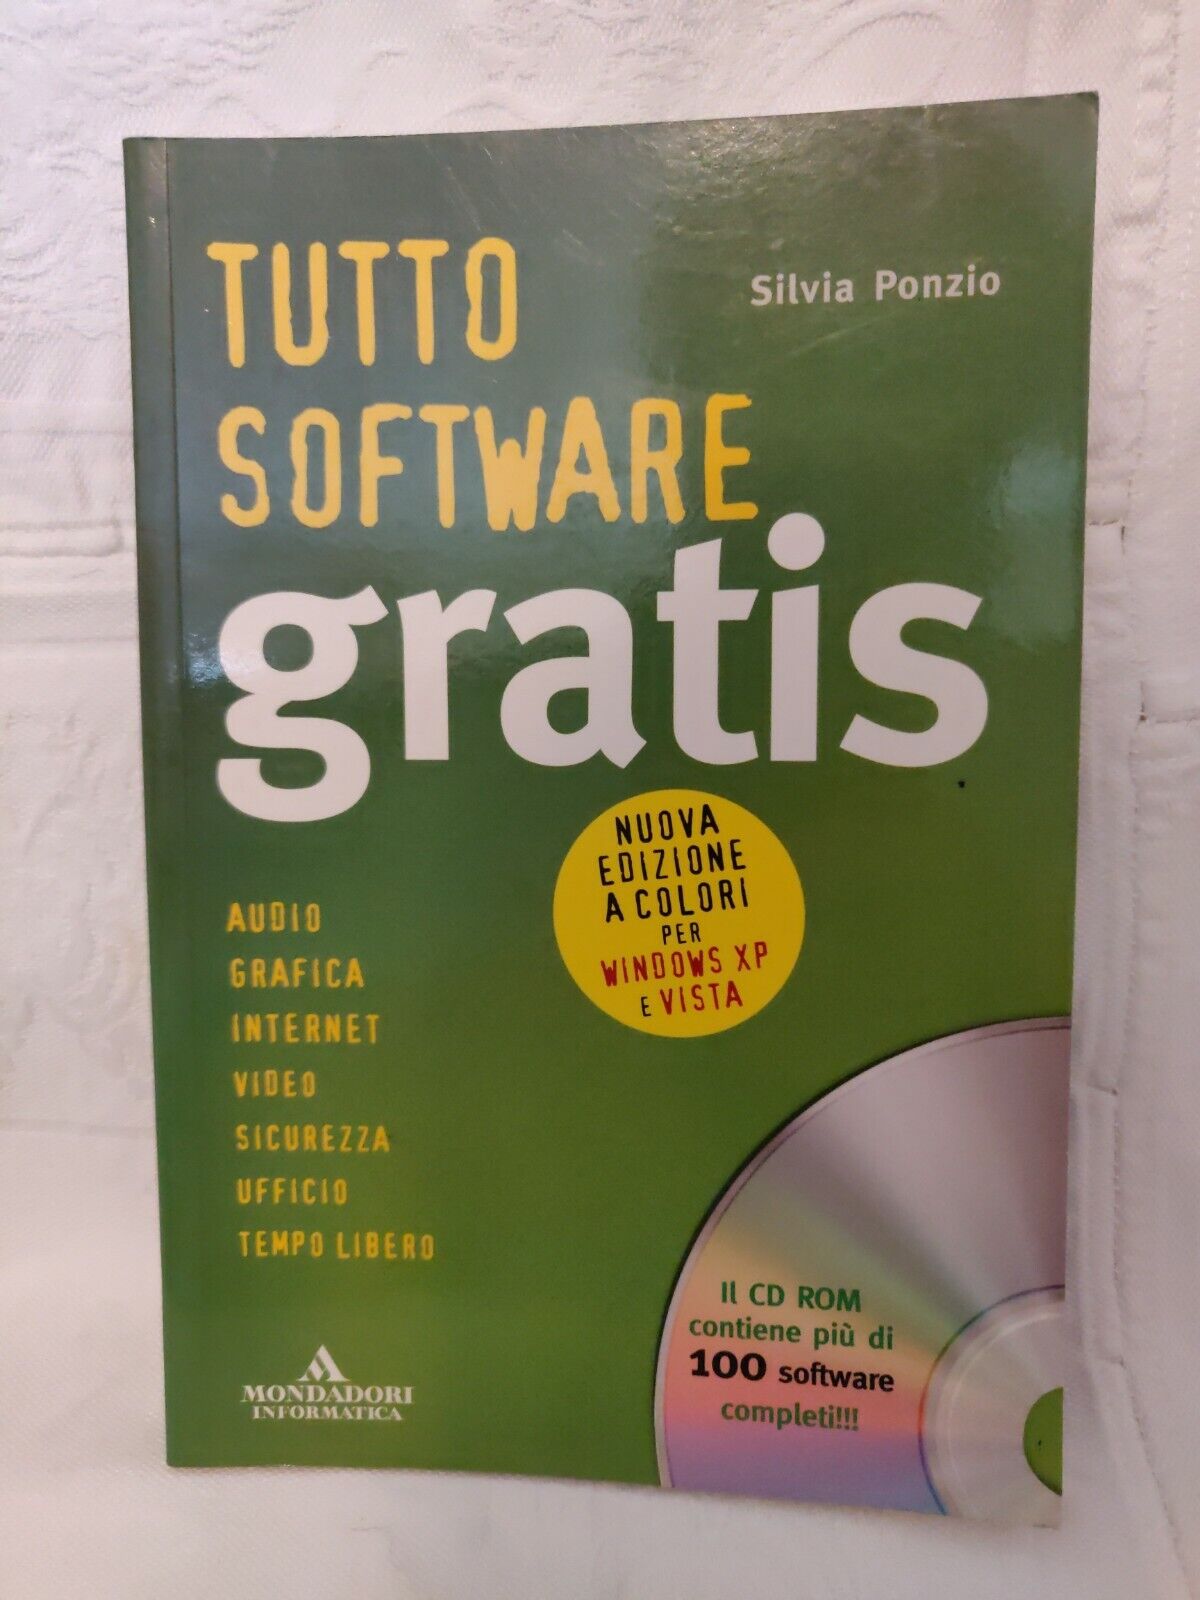 Silvia Ponzio
TUTTO
SOFTWARE
gratis
NUOVA
EDIZIONE
A COLORI
PER
WINDOWS XP
E VISTA
AUDIO
GRAFICA
INTERNET
VIDEO
SICUREZZA
UFFICIO
TEMPO LIBERO
Il CD ROM
contiene più di
100 software
completi!!!
MONDADORI
INFORMATICA